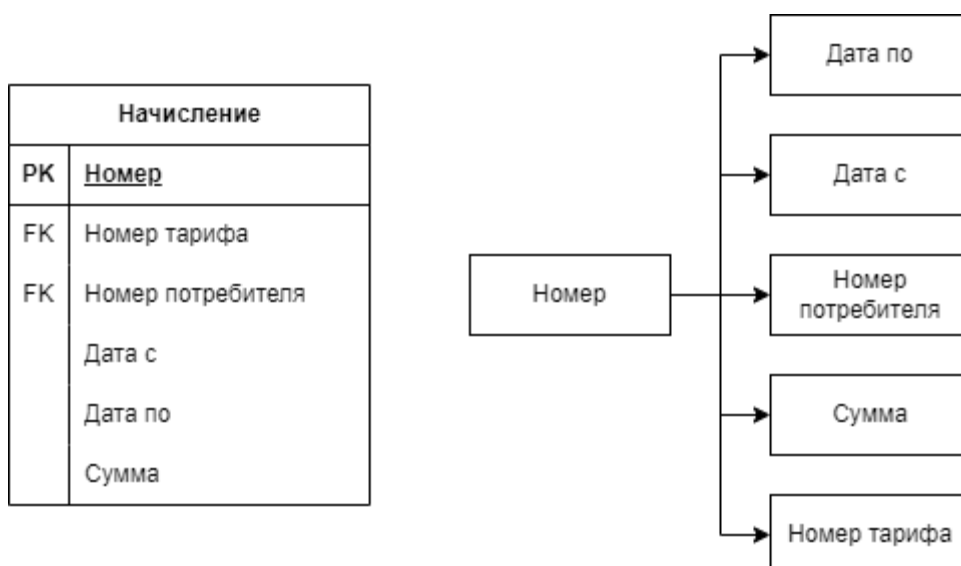 Начисление
PK Номер
FK Номер тарифа
FK Номер потребителя
Дата с
Дата по
Сумма
Номер
Дата по
Дата с
Номер
потребителя
Сумма
Номер тарифа